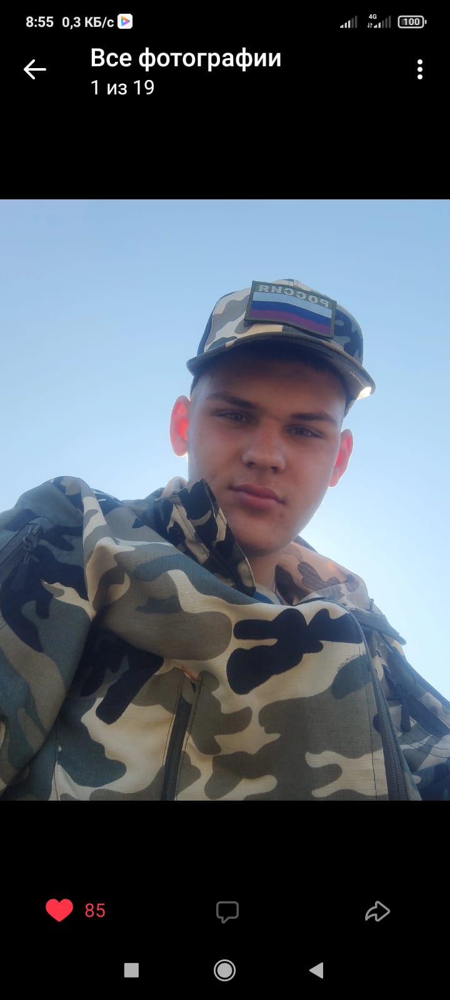 8:55 0,3 КБ/с 4G 100
Все фотографии
1 из 19
РОССИЯ
85